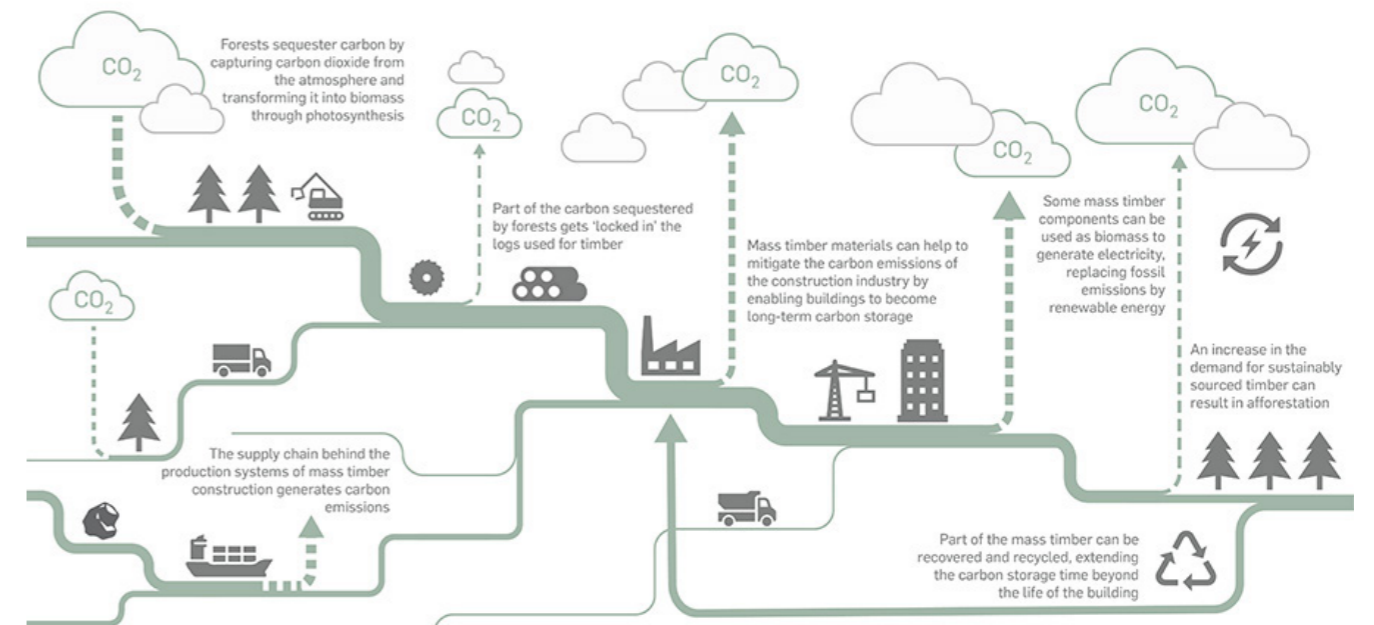 CO2
Forests sequester carbon by
capturing carbon dioxide from
the atmosphere and
transforming it into biomass
through photosynthesis
CO2
Part of the carbon sequestered
by forests gets 'locked in' the
logs used for timber
CO2
Mass timber materials can help to
mitigate the carbon emissions of
the construction industry by
enabling buildings to become
long-term carbon storage
CO2
Some mass timber
components can be
used as biomass to
generate electricity,
replacing fossil
emissions by
renewable energy
CO2
An increase in the
demand for sustainably
sourced timber can
result in afforestation
CO2
The supply chain behind the
production systems of mass timber
construction generates carbon
emissions
Part of the mass timber can be
recovered and recycled, extending
the carbon storage time beyond
the life of the building